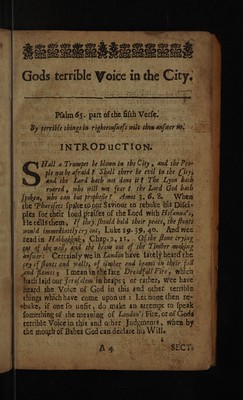 Gods terrible Voice in the City.
Psalm 65. part of the fifth Verse.
By terrible things in righteousness wilt thou answer us.
INTRODUCTION.
SHall a Trumpet be blown in the City, and the Peo-
ple not be afraid? Shall there be evil in the City,
and the Lord hath not done it? The Lyon hath
roared, who will not fear? the Lord God hath
spoken, who can but prophesie? Amos 3. 6. 8. When
the Pharisees spake to our Saviour to rebuke his Disci-
ples for their loud praises of the Lord with Hosanna's,
He tells them, If they should hold their peace, the stones
would immediately cry out, Luke 19. 39, 40. And wee
read in Habbakkuk, Chap. 2. 11. Of the stone crying
out of the wall, and the beam out of the Timber making
answer: Certainly we in London have lately heard the
cry of stones and walls, of timber and beams in their fall
and flames; I mean in the late Dreadfull Fire, which
hath laid our Jerusalem in heaps; or rather, wee have
heard the Voice of God in this and other terrible
things which have come upon us: Let none then re-
buke, if one so unfit, do make an attempt to speak
something of the meaning of London's Fire, or of Gods
terrible Voice in this and other Judgments, when by
the mouth of Babes God can declare his Will.
SECT.